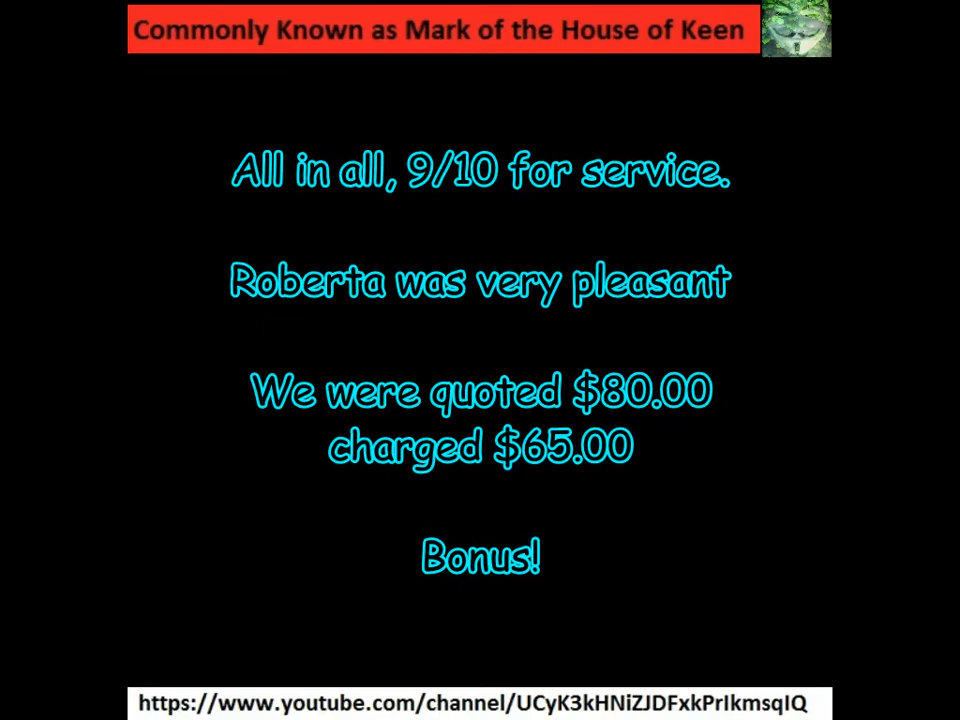 Commonly Known as Mark of the House of Keen
All in all, 9/10 for service.
Roberta was very pleasant
We were quoted $80.00
charged $65.00
Bonus!
https://www.youtube.com/channel/UCyK3kHNiZJDFxkPrIkmsqIQ